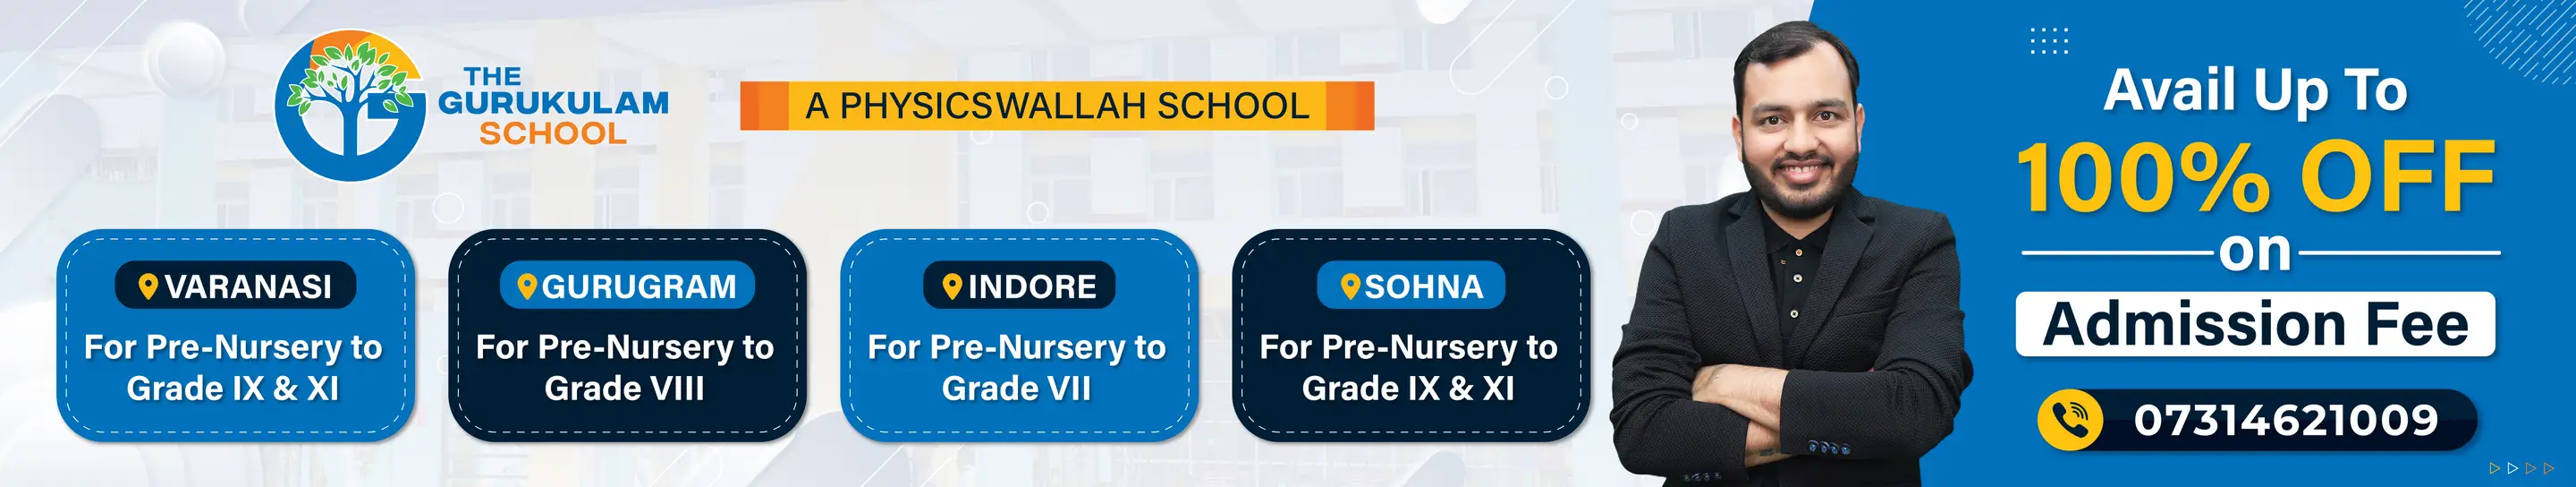 THE
GURUKULAM
SCHOOL
A PHYSICSWALLAH SCHOOL
VARANASI
For Pre-Nursery to
Grade IX & XI
GURUGRAM
For Pre-Nursery to
Grade VIII
INDORE
For Pre-Nursery to
Grade VII
SOHNA
For Pre-Nursery to
Grade IX & XI
Avail Up To
100% OFF
on
Admission Fee
07314621009